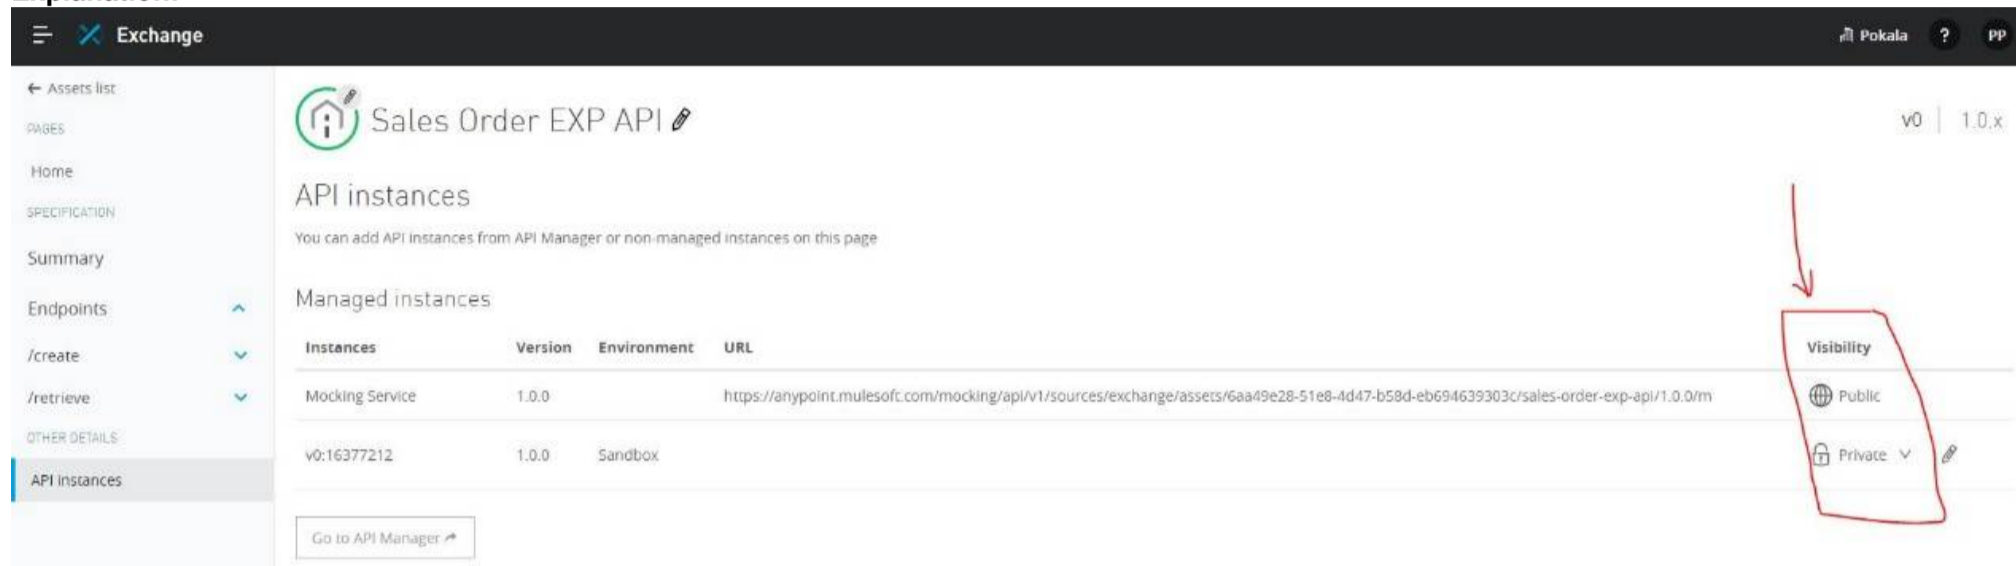 Exchange
Pokala ? PP
← Assets list
PAGES
Home
SPECIFICATION
Summary
Endpoints
/create
/retrieve
OTHER DETAILS
API instances
Sales Order EXP API
v0 | 1.0.x
API instances
You can add API instances from API Manager or non-managed instances on this page
Managed instances
Instances Version Environment URL Visibility
Mocking Service 1.0.0 https://anypoint.mulesoft.com/mocking/api/v1/sources/exchange/assets/6aa49e28-51e8-4d47-b58d-eb694639303c/sales-order-exp-api/1.0.0/m Public
v0:16377212 1.0.0 Sandbox Private
Go to API Manager